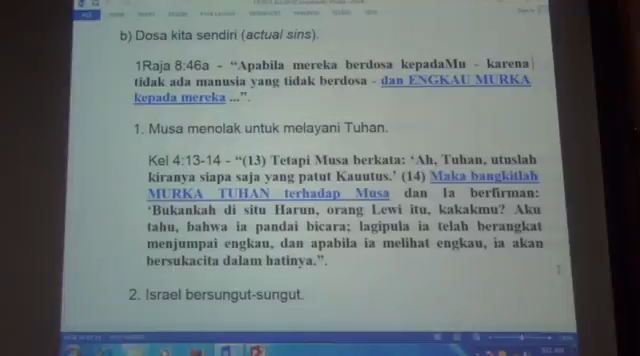 b) Dosa kita sendiri (actual sins).
1Raja 8:46a - “Apabila mereka berdosa kepadaMu - karena
tidak ada manusia yang tidak berdosa - dan ENGKAU MURKA
kepada mereka ...”.
1. Musa menolak untuk melayani Tuhan.
Kel 4:13-14 - “(13) Tetapi Musa berkata: ‘Ah, Tuhan, utuslah
kiranya siapa saja yang patut Kauutus.’ (14) Maka bangkitlah
MURKA TUHAN terhadap Musa dan Ia berfirman:
‘Bukankah di situ Harun, orang Lewi itu, kakakmu? Aku
tahu, bahwa ia pandai bicara; lagipula ia telah berangkat
menjumpai engkau, dan apabila ia melihat engkau, ia akan
bersukacita dalam hatinya.”.
2. Israel bersungut-sungut.